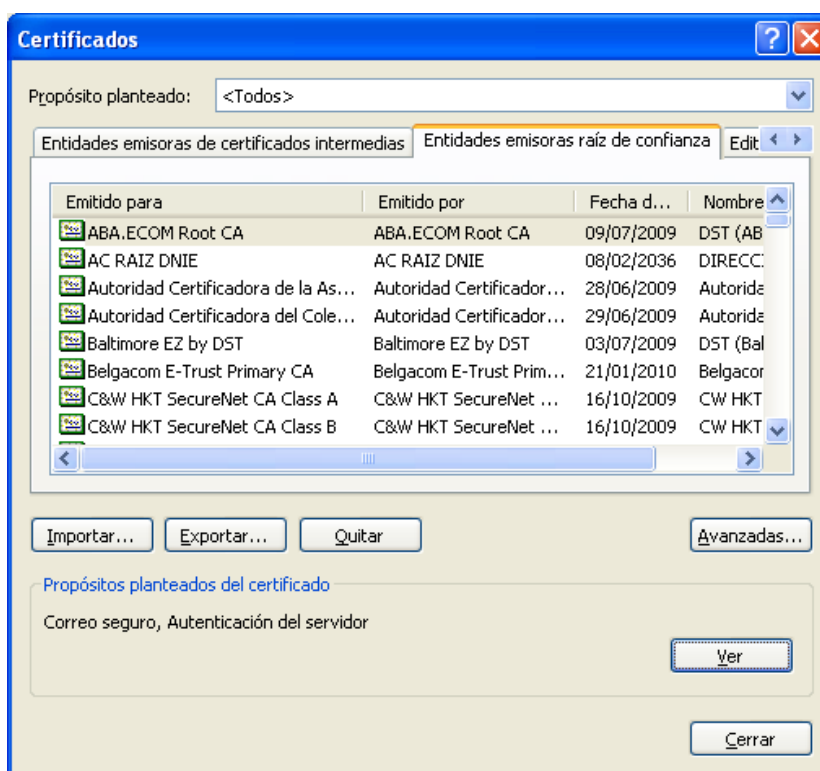 Certificados
Propósito planteado: <Todos>
Entidades emisoras de certificados intermedias Entidades emisoras raíz de confianza Edit
Emitido para Emitido por Fecha d... Nombre
ABA.ECOM Root CA ABA.ECOM Root CA 09/07/2009 DST (AB
AC RAIZ DNIE AC RAIZ DNIE 08/02/2036 DIRECC
Autoridad Certificadora de la As... Autoridad Certificador... 28/06/2009 Autorida
Autoridad Certificadora del Cole... Autoridad Certificador... 29/06/2009 Autorida
Baltimore EZ by DST Baltimore EZ by DST 03/07/2009 DST (Bal
Belgacom E-Trust Primary CA Belgacom E-Trust Prim... 21/01/2010 Belgacom
C&W HKT SecureNet CA Class A C&W HKT SecureNet ... 16/10/2009 CW HKT
C&W HKT SecureNet CA Class B C&W HKT SecureNet ... 16/10/2009 CW HKT
Importar... Exportar... Quitar Avanzadas...
Propósitos planteados del certificado
Correo seguro, Autenticación del servidor
Ver
Cerrar